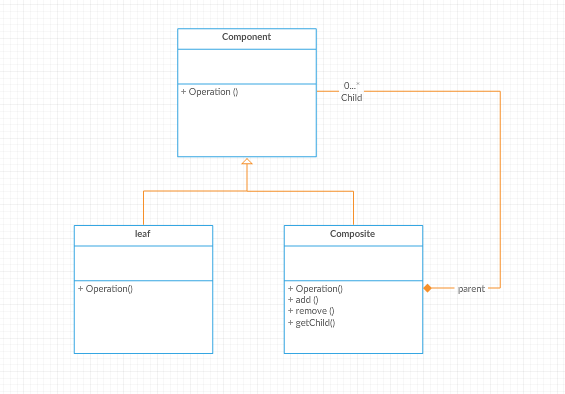 Component
+ Operation ()
0...*
Child
leaf
+ Operation()
Composite
+ Operation()
+ add ()
+ remove ()
+ getChild()
parent